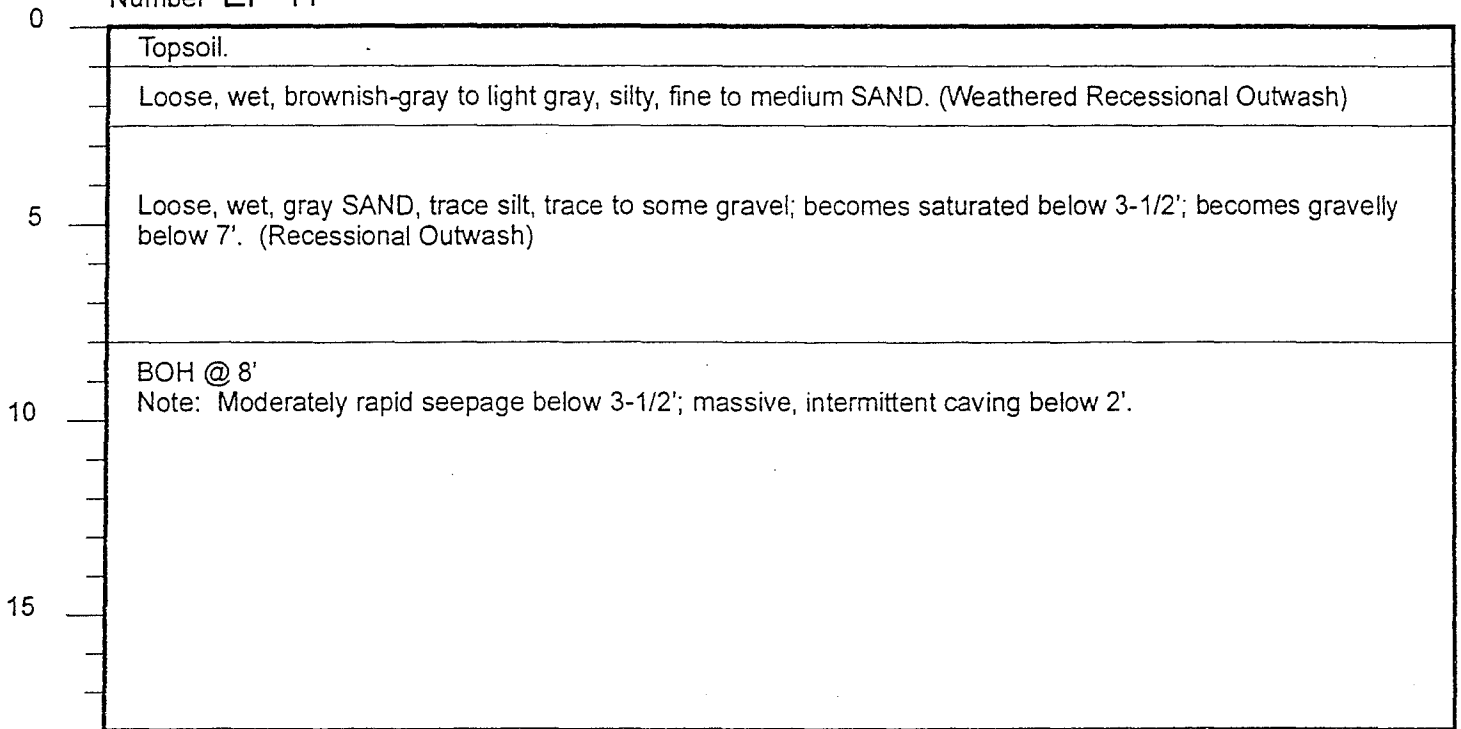 Number
0
Topsoil.
Loose, wet, brownish-gray to light gray, silty, fine to medium SAND. (Weathered Recessional Outwash)
5
Loose, wet, gray SAND, trace silt, trace to some gravel; becomes saturated below 3-1/2'; becomes gravelly
below 7'. (Recessional Outwash)
BOH @ 8'
Note: Moderately rapid seepage below 3-1/2'; massive, intermittent caving below 2'.
10
15